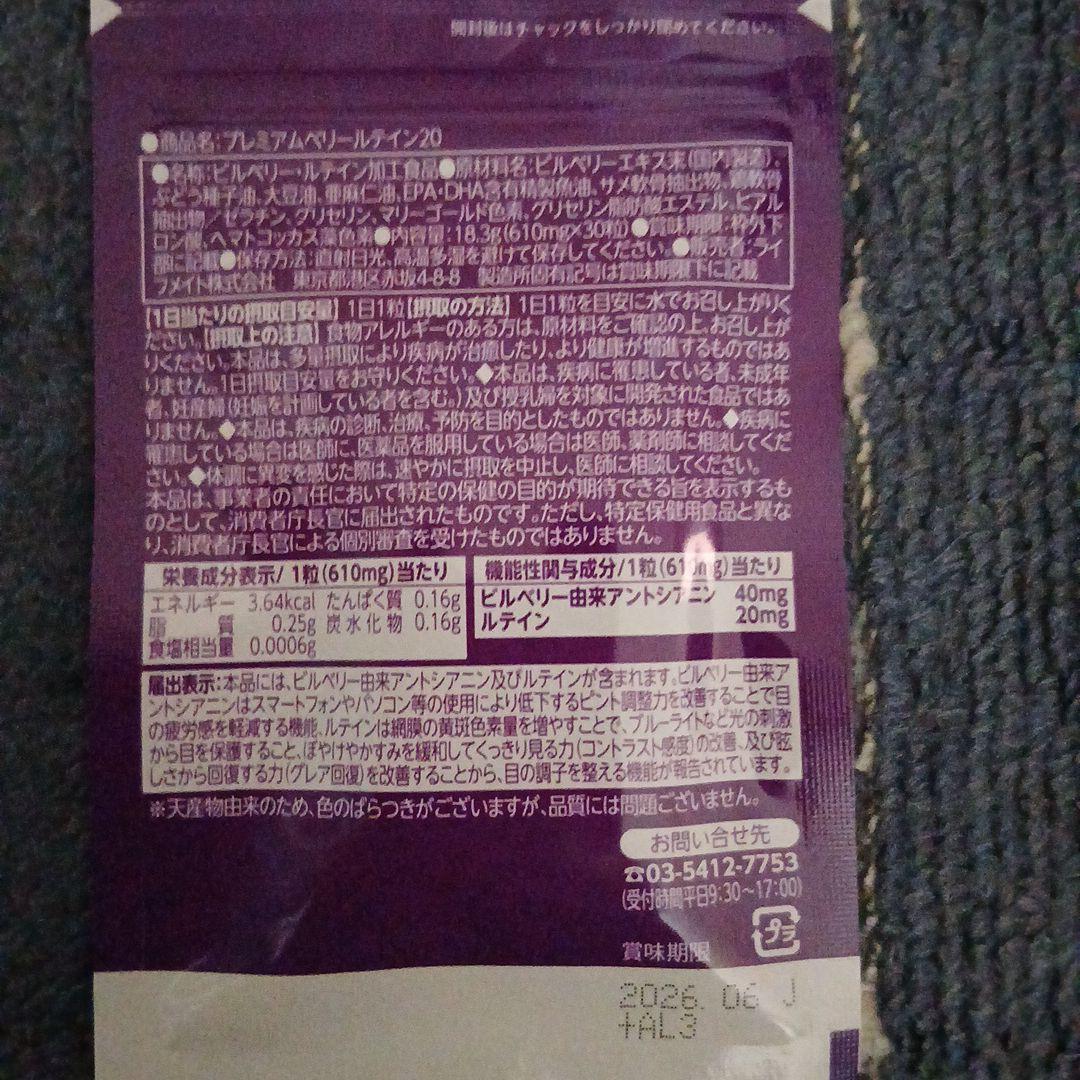 開封後はチャックをしっかり閉めてください。
●商品名:プレミアムベリールテイン20
●名称:ビルベリー・ルテイン加工食品●原材料名:ビルベリーエキス末(国内製造)、
ぶどう種子油、大豆油、亜麻仁油、EPA・DHA含有精製魚油、サメ軟骨抽出物、鶏軟骨
抽出物/ゼラチン、グリセリン、マリーゴールド色素、グリセリン脂肪酸エステル、ヒアル
ロン酸、ヘマトコッカス藻色素●内容量:18.3g(610mg×30粒)●賞味期限:枠外下
部に記載●保存方法:直射日光、高温多湿を避けて保存してください。●販売者:ライ
フメイト株式会社 東京都港区赤坂4-8-8 製造所固有記号は賞味期限下に記載
【1日当たりの摂取目安量】1日1粒【摂取の方法】1日1粒を目安に水でお召し上がりく
ださい。【摂取上の注意】食物アレルギーのある方は、原材料をご確認の上、お召し上が
りください。本品は、多量摂取により疾病が治癒したり、より健康が増進するものではあ
りません。1日摂取目安量をお守りください。◆本品は、疾病に罹患している者、未成年
者、妊産婦(妊娠を計画している者を含む。)及び授乳婦を対象に開発された食品ではあ
りません。◆本品は、疾病の診断、治療、予防を目的としたものではありません。◆疾病に
罹患している場合は医師に、医薬品を服用している場合は医師、薬剤師に相談してくだ
さい。◆体調に異変を感じた際は、速やかに摂取を中止し、医師に相談してください。
本品は、事業者の責任において特定の保健の目的が期待できる旨を表示するも
のとして、消費者庁長官に届出されたものです。ただし、特定保健用食品と異な
り、消費者庁長官による個別審査を受けたものではありません。
栄養成分表示/1粒(610mg)当たり
エネルギー 3.64kcal たんぱく質 0.16g
脂質 0.25g 炭水化物 0.16g
食塩相当量 0.0006g
機能性関与成分/1粒(610mg)当たり
ビルベリー由来アントシアニン 40mg
ルテイン 20mg
届出表示:本品には、ビルベリー由来アントシアニン及びルテインが含まれます。ビルベリー由来ア
ントシアニンはスマートフォンやパソコン等の使用により低下するピント調整力を改善することで目
の疲労感を軽減する機能、ルテインは網膜の黄斑色素量を増やすことで、ブルーライトなど光の刺激
から目を保護すること、ぼやけやかすみを緩和してくっきり見る力(コントラスト感度)の改善、及び眩
しさから回復する力(グレア回復)を改善することから、目の調子を整える機能が報告されています。
※天産物由来のため、色のばらつきがございますが、品質には問題ございません。
お問い合せ先
☎03-5412-7753
(受付時間平日9:30〜17:00)
プラ
賞味期限
2026. 06 J
+AL3